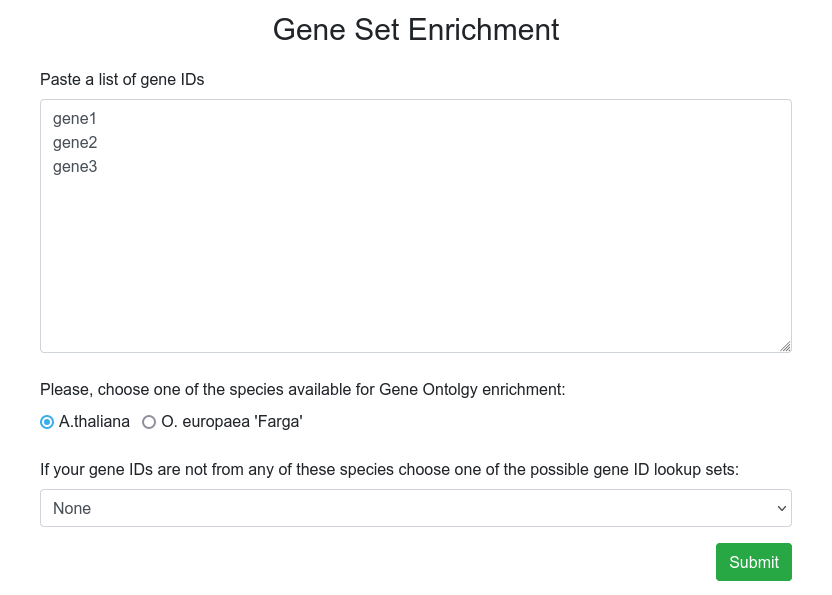 Gene Set Enrichment
Paste a list of gene IDs
gene1
gene2
gene3
Please, choose one of the species available for Gene Ontolgy enrichment:
A.thaliana O. europaea 'Farga'
If your gene IDs are not from any of these species choose one of the possible gene ID lookup sets:
None
Submit